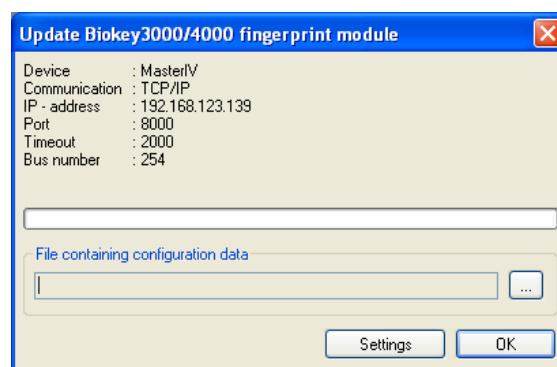 Update Biokey3000/4000 fingerprint module
Device : MasterIV
Communication : TCP/IP
IP - address : 192.168.123.139
Port : 8000
Timeout : 2000
Bus number : 254
File containing configuration data
...
Settings OK